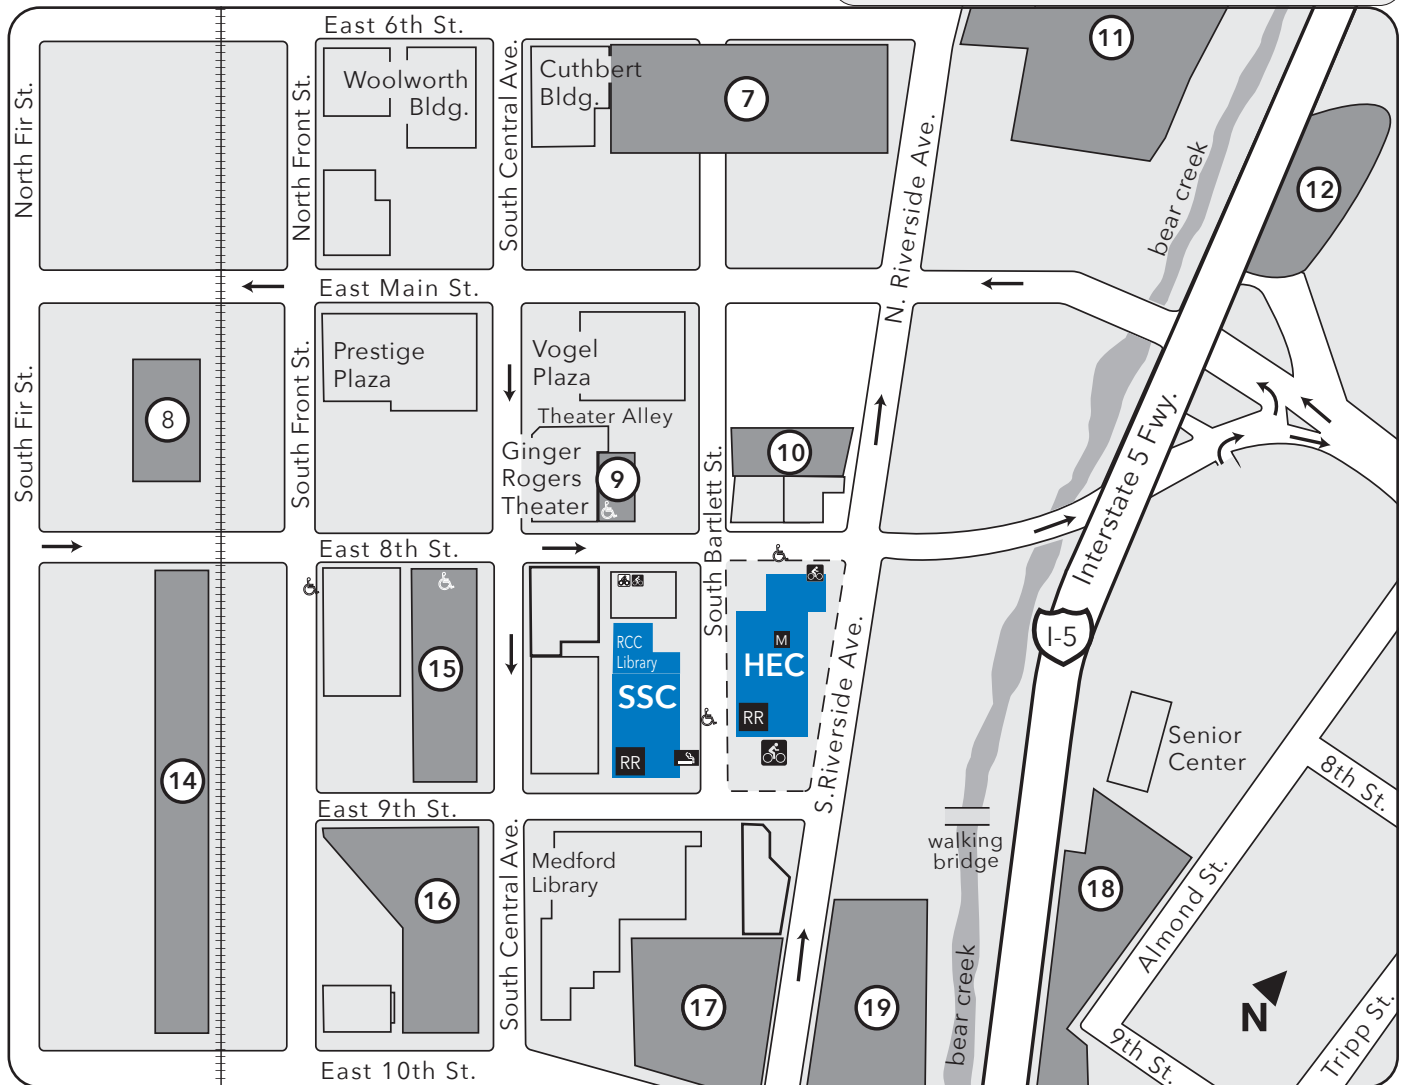 East 6th St.
11
North Fir St.
North Front St.
Woolworth
Bldg.
South Central Ave.
Cuthbert
Bldg.
7
N. Riverside Ave.
bear creek
12
East Main St.
South Fir St.
8
South Front St.
Prestige
Plaza
Vogel
Plaza
Theater Alley
Ginger
Rogers
Theater
9
South Bartlett St.
10
Interstate 5 Fwy.
I-5
East 8th St.
14
15
RCC
Library
SSC
RR
M
HEC
RR
S.Riverside Ave.
Senior
Center
8th St.
East 9th St.
16
South Central Ave.
Medford
Library
17
19
walking
bridge
bear creek
18
Almond St.
9th St.
Tripp St.
N
East 10th St.